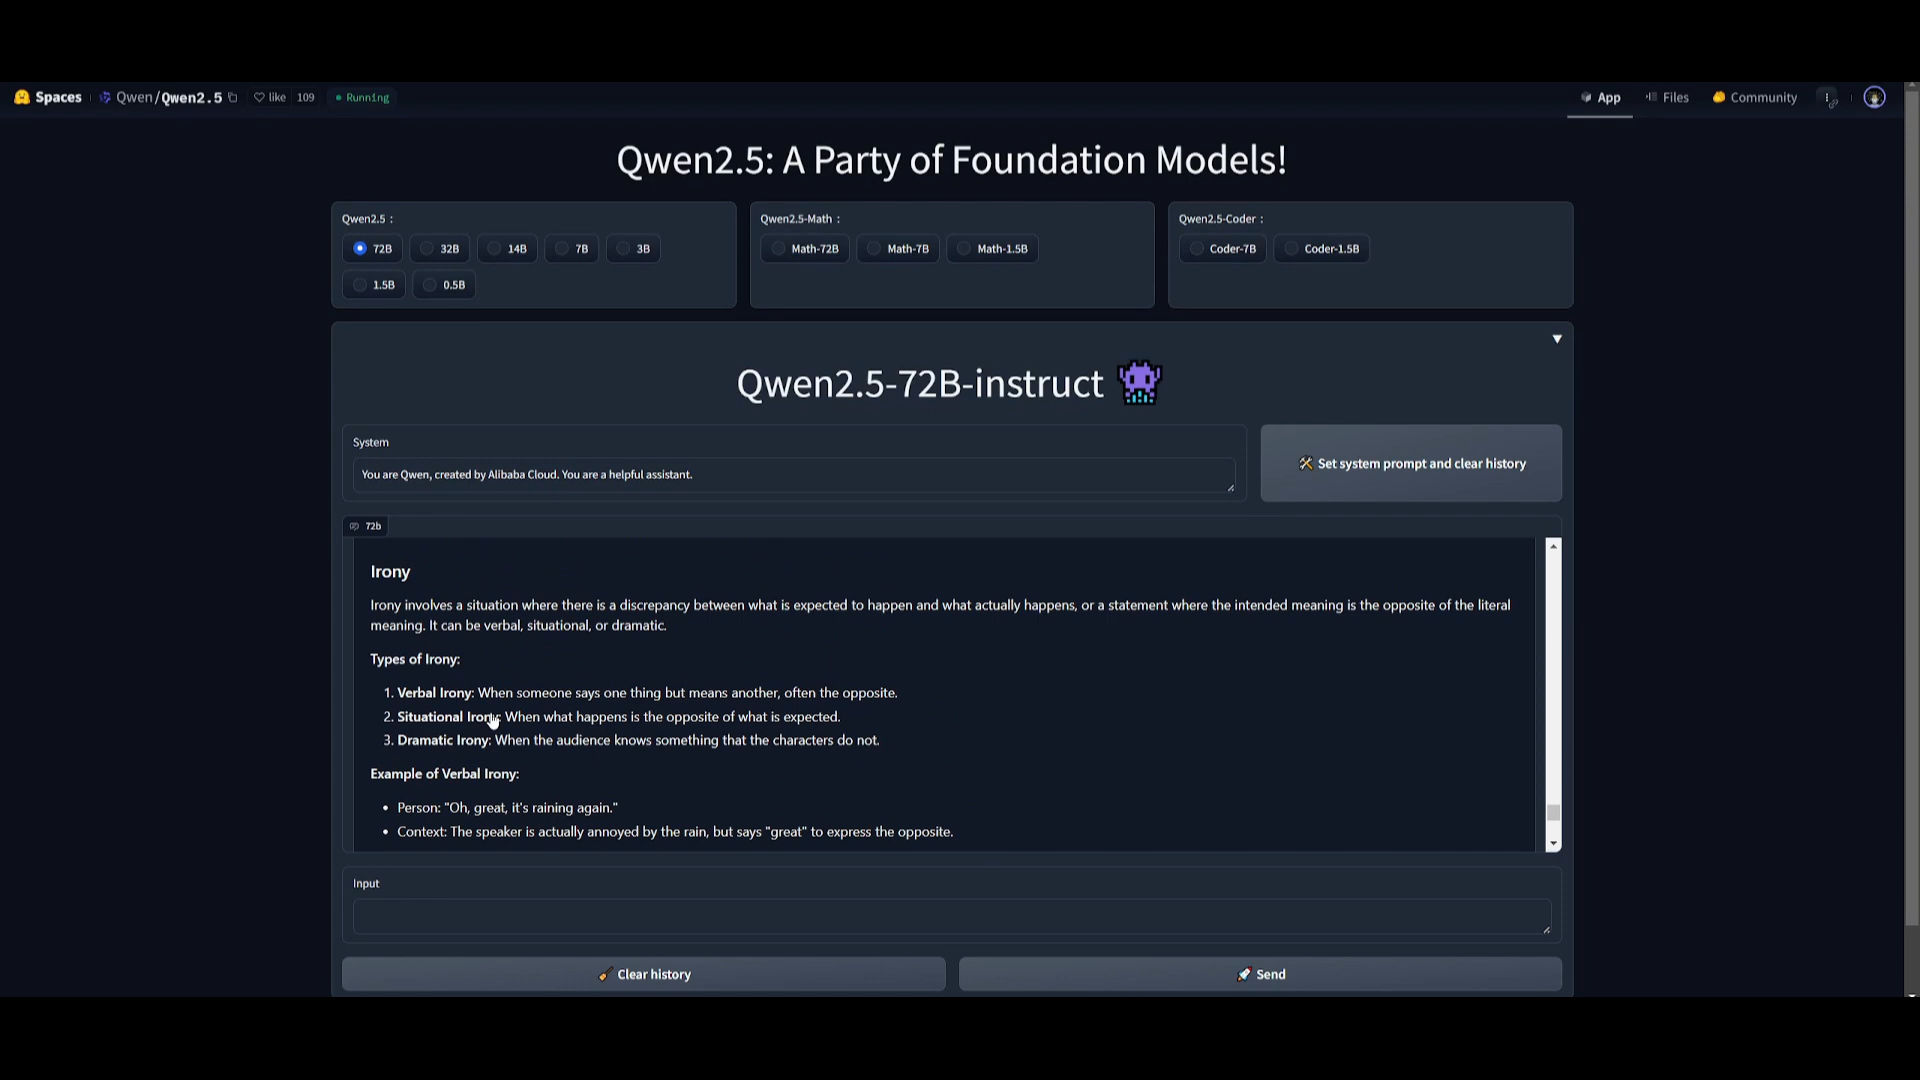 Spaces Qwen/Qwen2.5 like 109 Running App Files Community
Qwen2.5: A Party of Foundation Models!
Qwen2.5 : Qwen2.5-Math : Qwen2.5-Coder :
72B 32B 14B 7B 3B Math-72B Math-7B Math-1.5B Coder-7B Coder-1.5B
1.5B 0.5B
Qwen2.5-72B-instruct
System
You are Qwen, created by Alibaba Cloud. You are a helpful assistant.
Set system prompt and clear history
72b
Irony
Irony involves a situation where there is a discrepancy between what is expected to happen and what actually happens, or a statement where the intended meaning is the opposite of the literal
meaning. It can be verbal, situational, or dramatic.
Types of Irony:
1. Verbal Irony: When someone says one thing but means another, often the opposite.
2. Situational Irony: When what happens is the opposite of what is expected.
3. Dramatic Irony: When the audience knows something that the characters do not.
Example of Verbal Irony:
• Person: "Oh, great, it's raining again."
• Context: The speaker is actually annoyed by the rain, but says "great" to express the opposite.
Input
Clear history Send